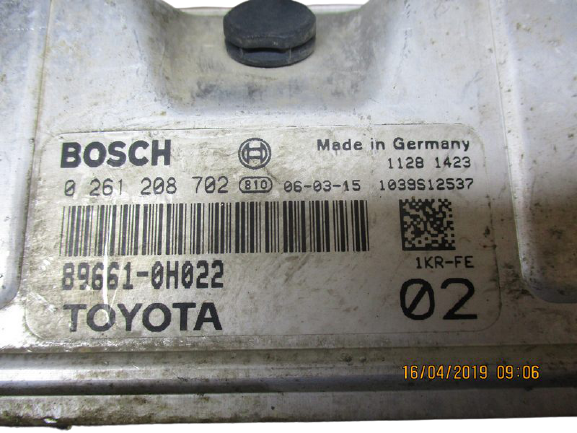 BOSCH
Made in Germany
1128 1423
0 261 208 702 810 06-03-15 1039S12537
89661-0H022
1KR-FE
TOYOTA
02
16/04/2019 09:06